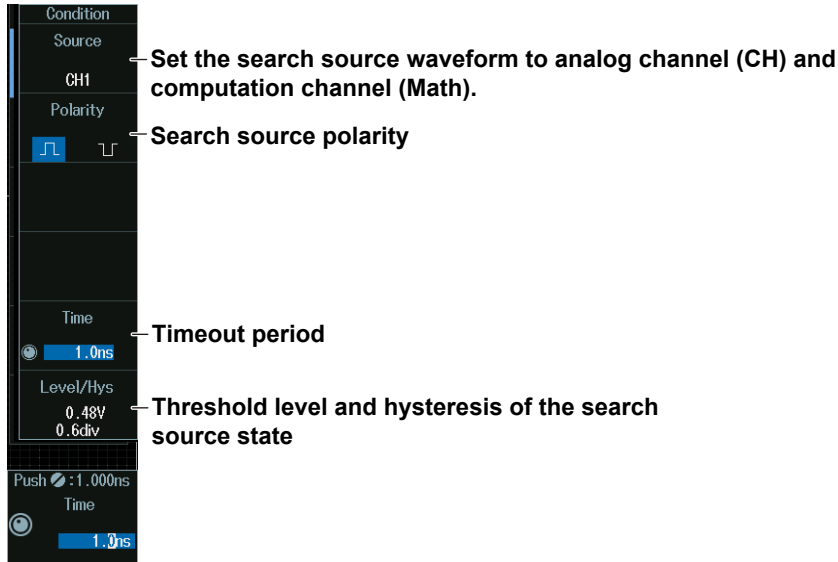 Condition
Source
CH1
Set the search source waveform to analog channel (CH) and
computation channel (Math).
Polarity
Search source polarity
Time
1.0ns
Timeout period
Level/Hys
0.48V
0.6div
Threshold level and hysteresis of the search
source state
Push :1.000ns
Time
1.0ns